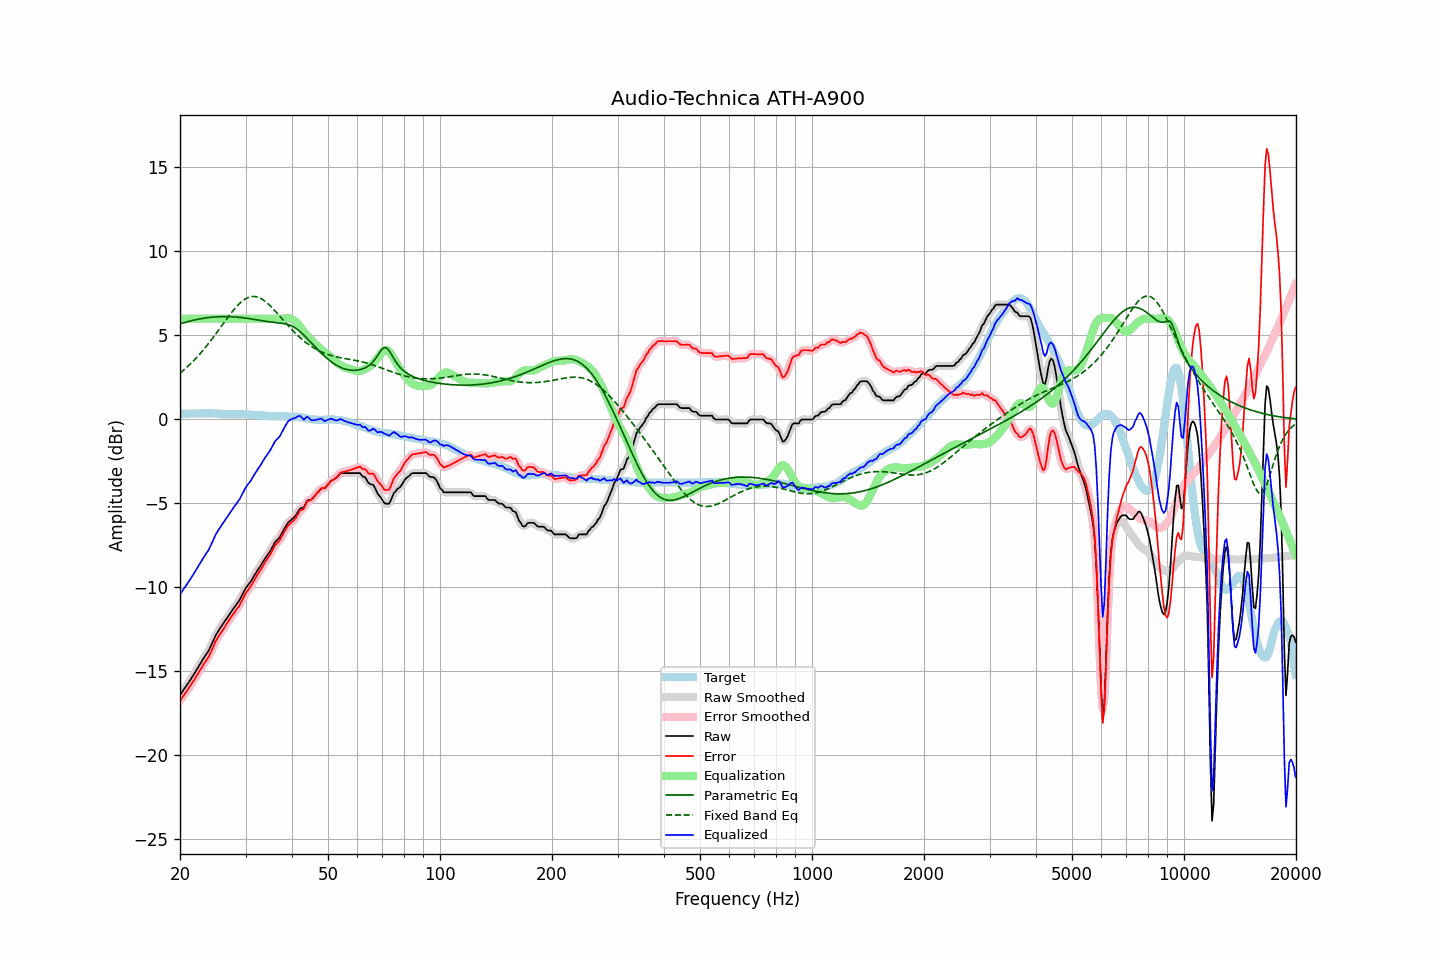 Audio-Technica ATH-A900
Amplitude (dBr)
15
10
5
0
−5
−10
−15
−20
−25
Target
Raw Smoothed
Error Smoothed
Raw
Error
Equalization
Parametric Eq
Fixed Band Eq
Equalized
20
50
100
200
500
1000
2000
5000
10000
20000
Frequency (Hz)